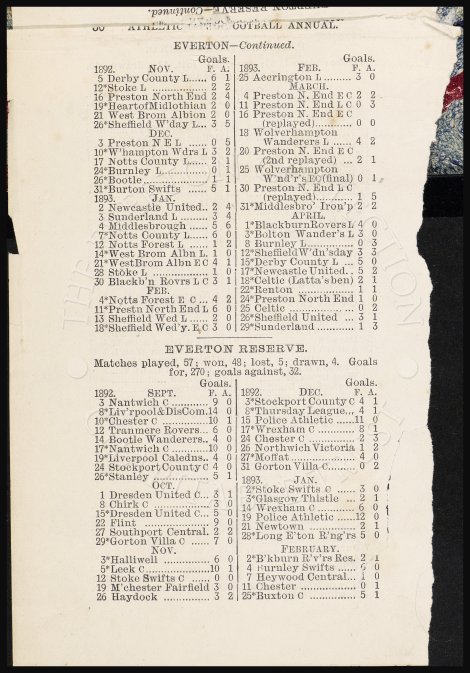 EVERTON—Continued.
Goals.
1892. NOV. F. A.
5 Derby County L...... 6 1
12*Stoke L ............... 2 2
16 Preston North End 2 4
19*HeartofMidlothian 2 0
21 West Brom Albion 2 0
26*Sheffield W'day L... 3 5
DEC.
3 Preston N E L ...... 0 5
10*W'hampton Wdrs L 3 2
17 Notts County L...... 2 1
24*Burnley L............ 0 1
26*Bootle ............... 1 1
31*Burton Swifts ...... 5 1
1893. JAN.
2 Newcastle United.. 2 4
3 Sunderland L ...... 3 4
4 Middlesbrough ...... 5 6
7*Notts County L...... 6 0
12 Notts Forest L ...... 1 2
14*West Brom Albn L. 1 0
21*WestBrom Albn E C 4 1
28 Stoke L ............... 1 0
30 Blackb'n Rovrs L C 3 1
FEB.
4*Notts Forest E C ... 4 2
11*Prestn North End L 6 0
13 Sheffield Wed L ... 2 0
18*Sheffield Wed'y. E C 3 0
Goals.
1893. FEB. F. A.
25 Accrington L ......... 3 0
MARCH.
4 Preston N. End E C 2 2
11 Preston N. End L C 0 3
16 Preston N. End E C
(replayed)............ 0 0
18 Wolverhampton
Wanderers L ...... 4 2
20 Preston N. End E C
(2nd replayed) ... 2 1
25 Wolverhampton
W'nd'r's EC(final) 0 1
30 Preston N. End L C
(replayed)............ 1 5
31*Middlesbro' Iron'p 2 2
APRIL.
1*BlackburnRovers L 4 0
3*Bolton Wander's L 3 0
8 Burnley L............ 0 3
12*SheffieldW'dn'sday 3 3
15*Derby County L ... 5 0
17*Newcastle United.. 5 2
18*Celtic (Latta's ben) 2 1
22*Renton ............... 1 1
24*Preston North End 1 0
25 Celtic .................. 0 2
26*Sheffield United ... 3 1
29*Sunderland ......... 1 3
EVERTON RESERVE.
Matches played, 57; won, 48; lost, 5; drawn, 4. Goals
for, 270; goals against, 32.
Goals.
1892. SEPT. F. A.
3 Nantwich C ......... 9 0
8*Liv'rpool&DisCom.14 0
10*Chester C ............ 10 1
12 Tranmere Rovers... 6 0
14 Bootle Wanderers.. 4 0
17*Nantwich C .........10 0
19*Liverpool Caledns.. 4 0
24 Stockport County C 4 0
26*Stanley ............... 5 1
OCT.
1 Dresden United C... 3 1
8 Chirk C ............... 3 0
15*Dresden United C... 5 0
22 Flint .................. 9 0
27 Southport Central. 2 2
29*Gorton Villa C ...... 7 0
NOV.
3*Halliwell ............ 6 0
5*Leek C ...............10 1
12 Stoke Swifts C ...... 0 0
19 M'chester Fairfield 3 0
26 Haydock ............ 3 2
Goals.
1892. DEC. F. A.
3*Stockport County C 4 1
8*Thursday League... 4 1
15 Police Athletic ......11 0
17*Wrexham C ......... 8 1
24 Chester C ............ 2 3
26 Northwich Victoria 1 2
27*Moffat ............... 4 0
31 Gorton Villa C...... 0 2
1893. JAN.
2*Stoke Swifts C ...... 3 0
3*Glasgow Thistle ... 2 1
14 Wrexham C ......... 6 0
19 Police Athletic ......12 0
21 Newtown ............ 2 1
28*Long E'ton R'ng'rs 5 0
FEBRUARY.
2*B'kburn R'v'rs Res. 2
4 Burnley Swifts ...... 0
7 Heywood Central... 1 0
11 Chester ............... 0 1
25*Buxton C ............ 5 1